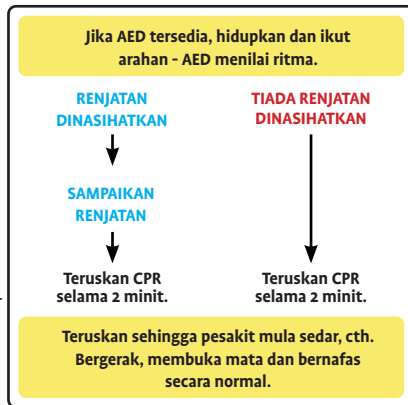 Jika AED tersedia, hidupkan dan ikut
arahan - AED menilai ritma.
RENJATAN
DINASIHATKAN
SAMPAIKAN
RENJATAN
Teruskan CPR
selama 2 minit.
TIADA RENJATAN
DINASIHATKAN
Teruskan CPR
selama 2 minit.
Teruskan sehingga pesakit mula sedar, cth.
Bergerak, membuka mata dan bernafas
secara normal.